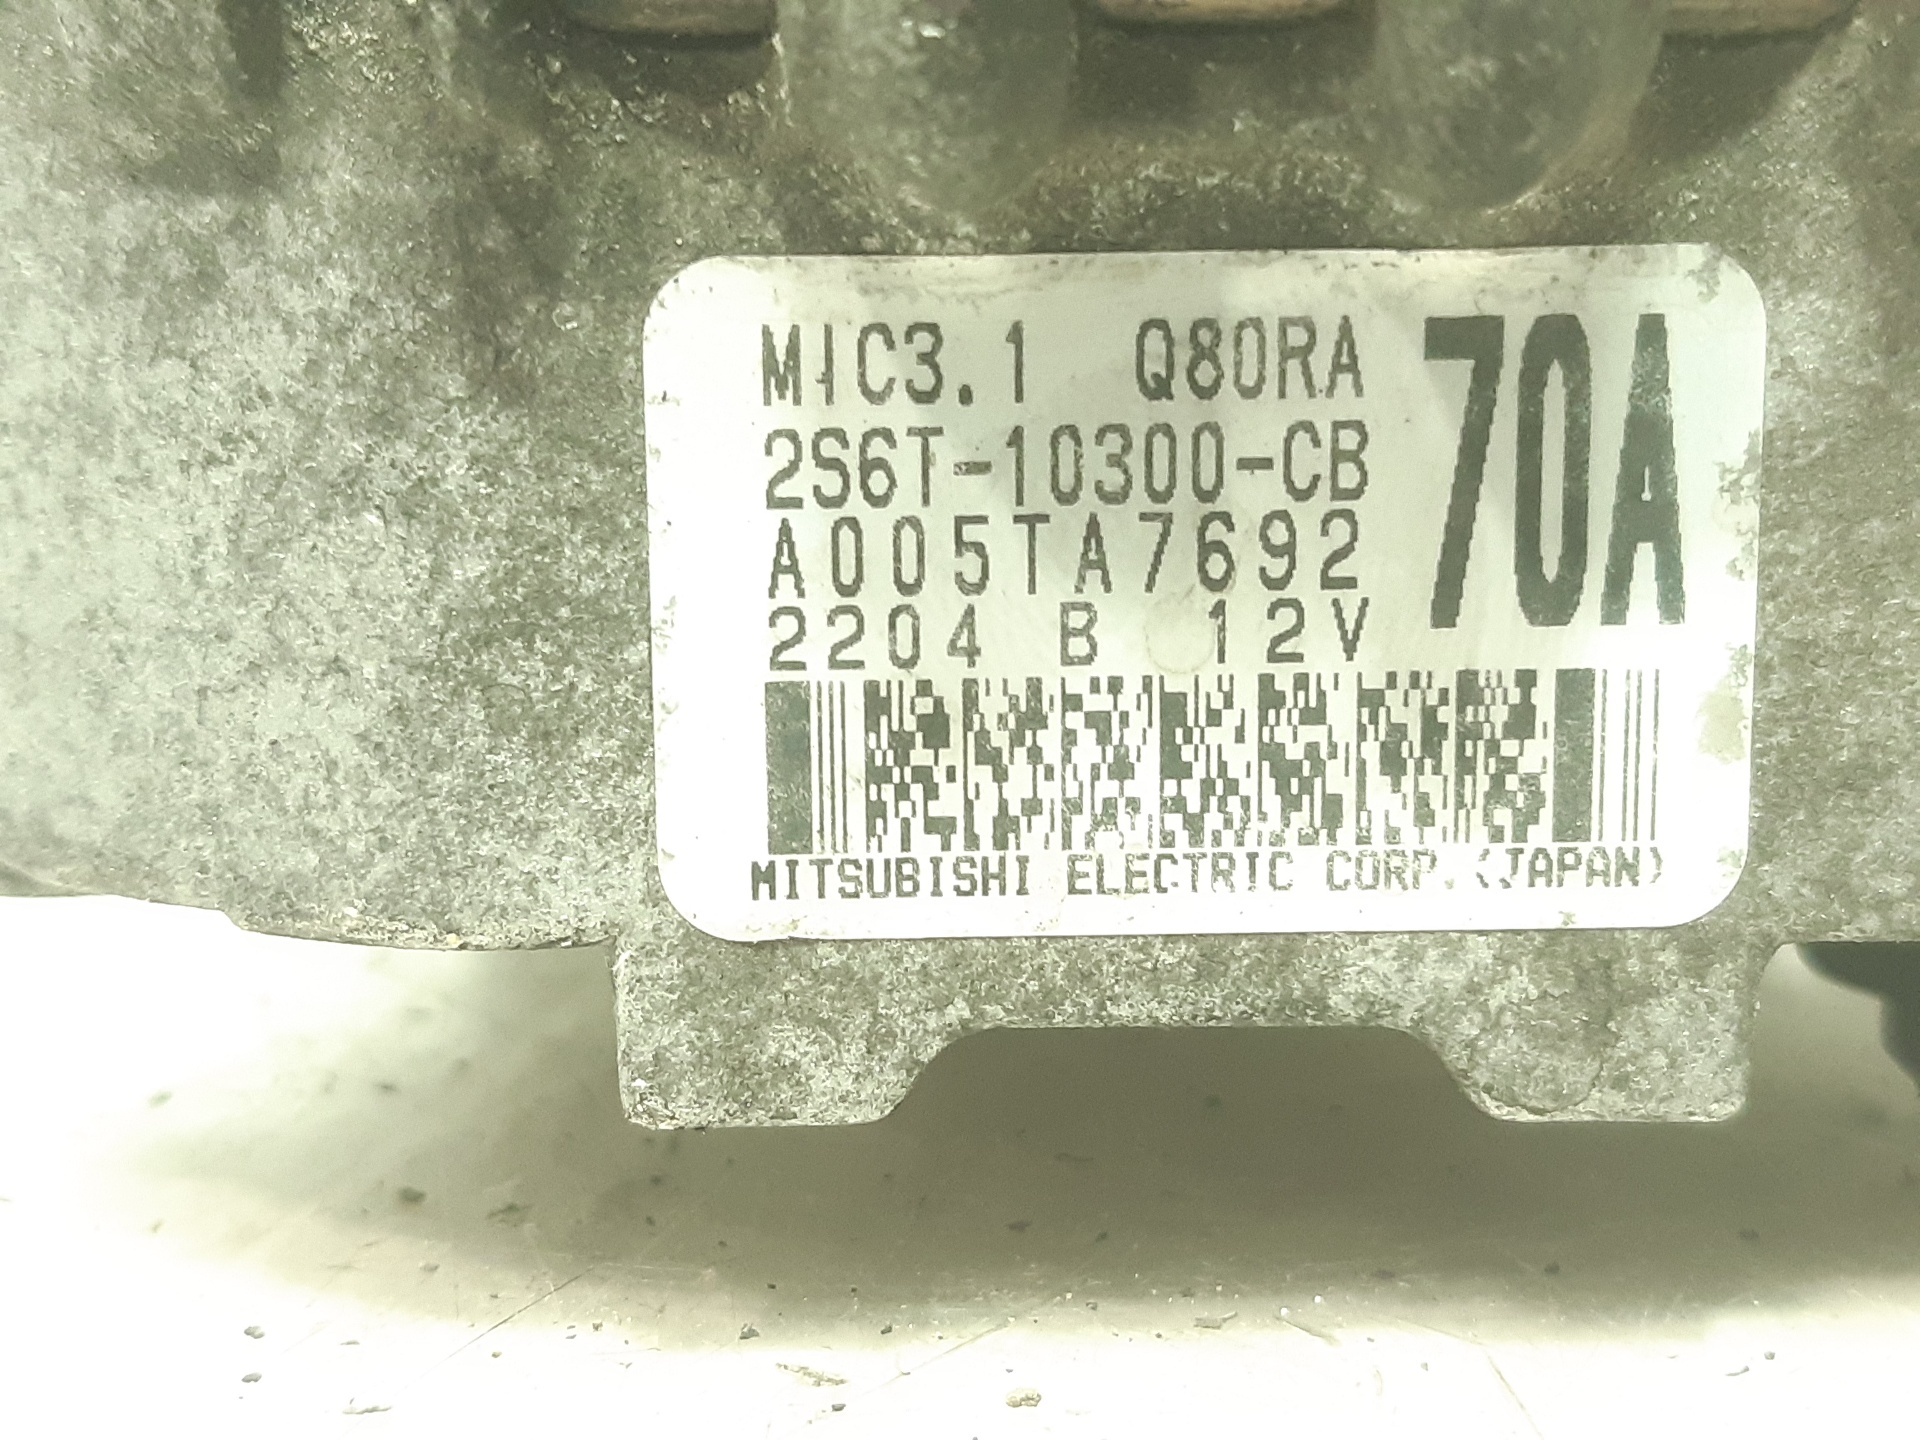 MIC3.1 Q80RA 70A
2S6T-10300-CB
A005TA7692
2204 B 12V
MITSUBISHI ELECTRIC CORP.(JAPAN)